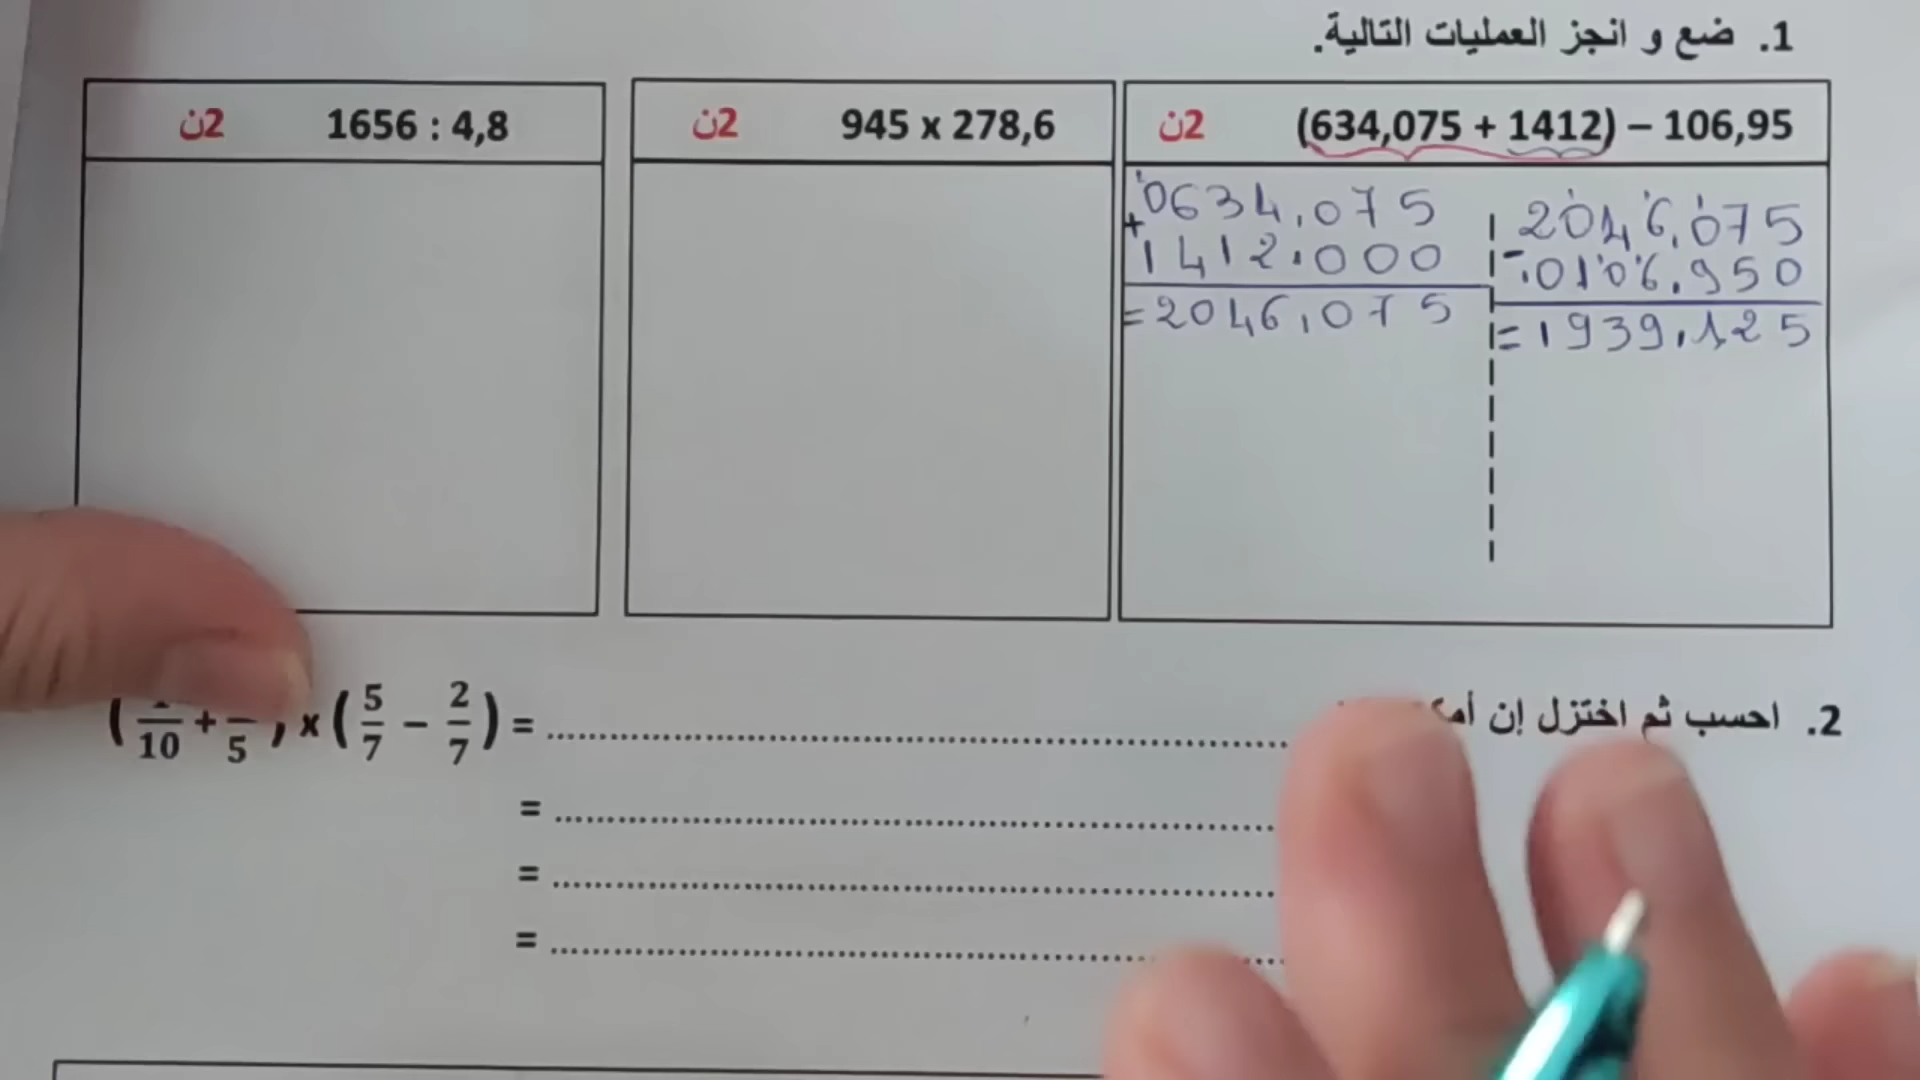 1. ضع و انجز العمليات التالية.
(634,075 + 1412) – 106,95 2ن
945 x 278,6 2ن
1656 : 4,8 2ن
0634,075
+
1412.000
=2046,075
2046,075
- 0106.950
=1939,125
2. احسب ثم اختزل إن
( /10 + /5 ) x ( 5/7 – 2/7 ) = ..........
= ..........
= ..........
= ..........